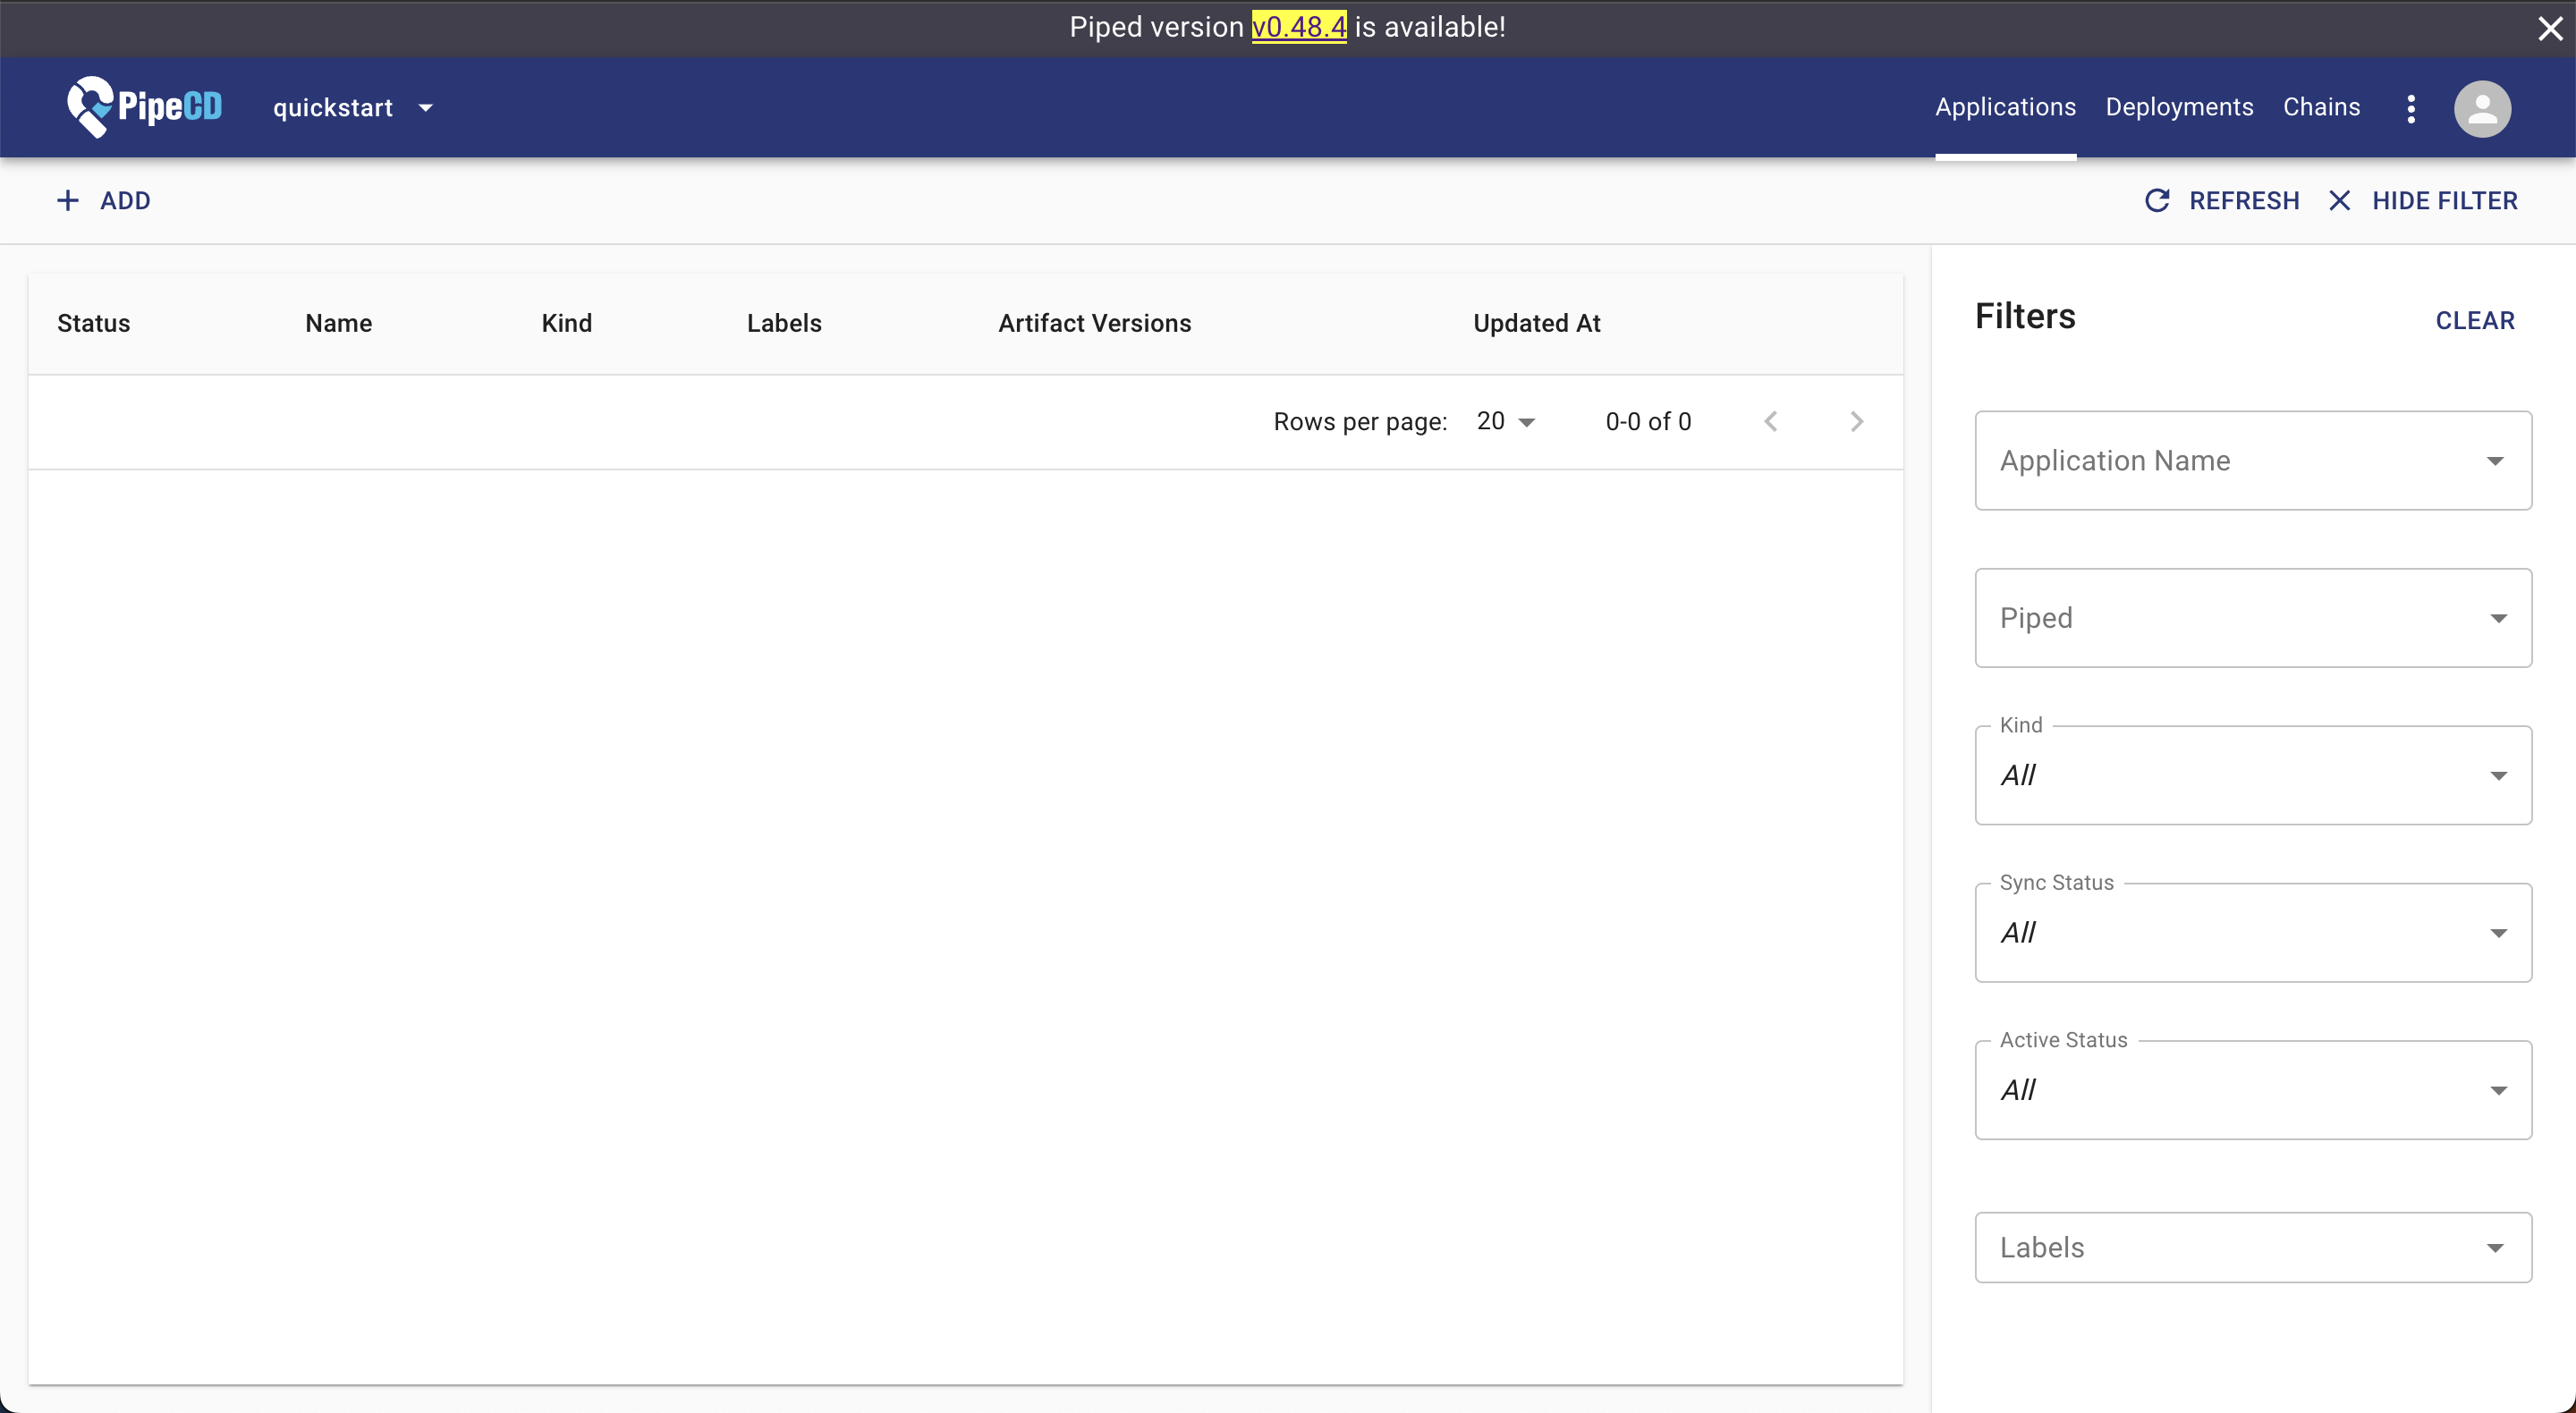 Piped version v0.48.4 is available!
PipeCD quickstart Applications Deployments Chains
ADD REFRESH HIDE FILTER
Status Name Kind Labels Artifact Versions Updated At
Rows per page: 20 0-0 of 0
Filters CLEAR
Application Name
Piped
Kind
All
Sync Status
All
Active Status
All
Labels